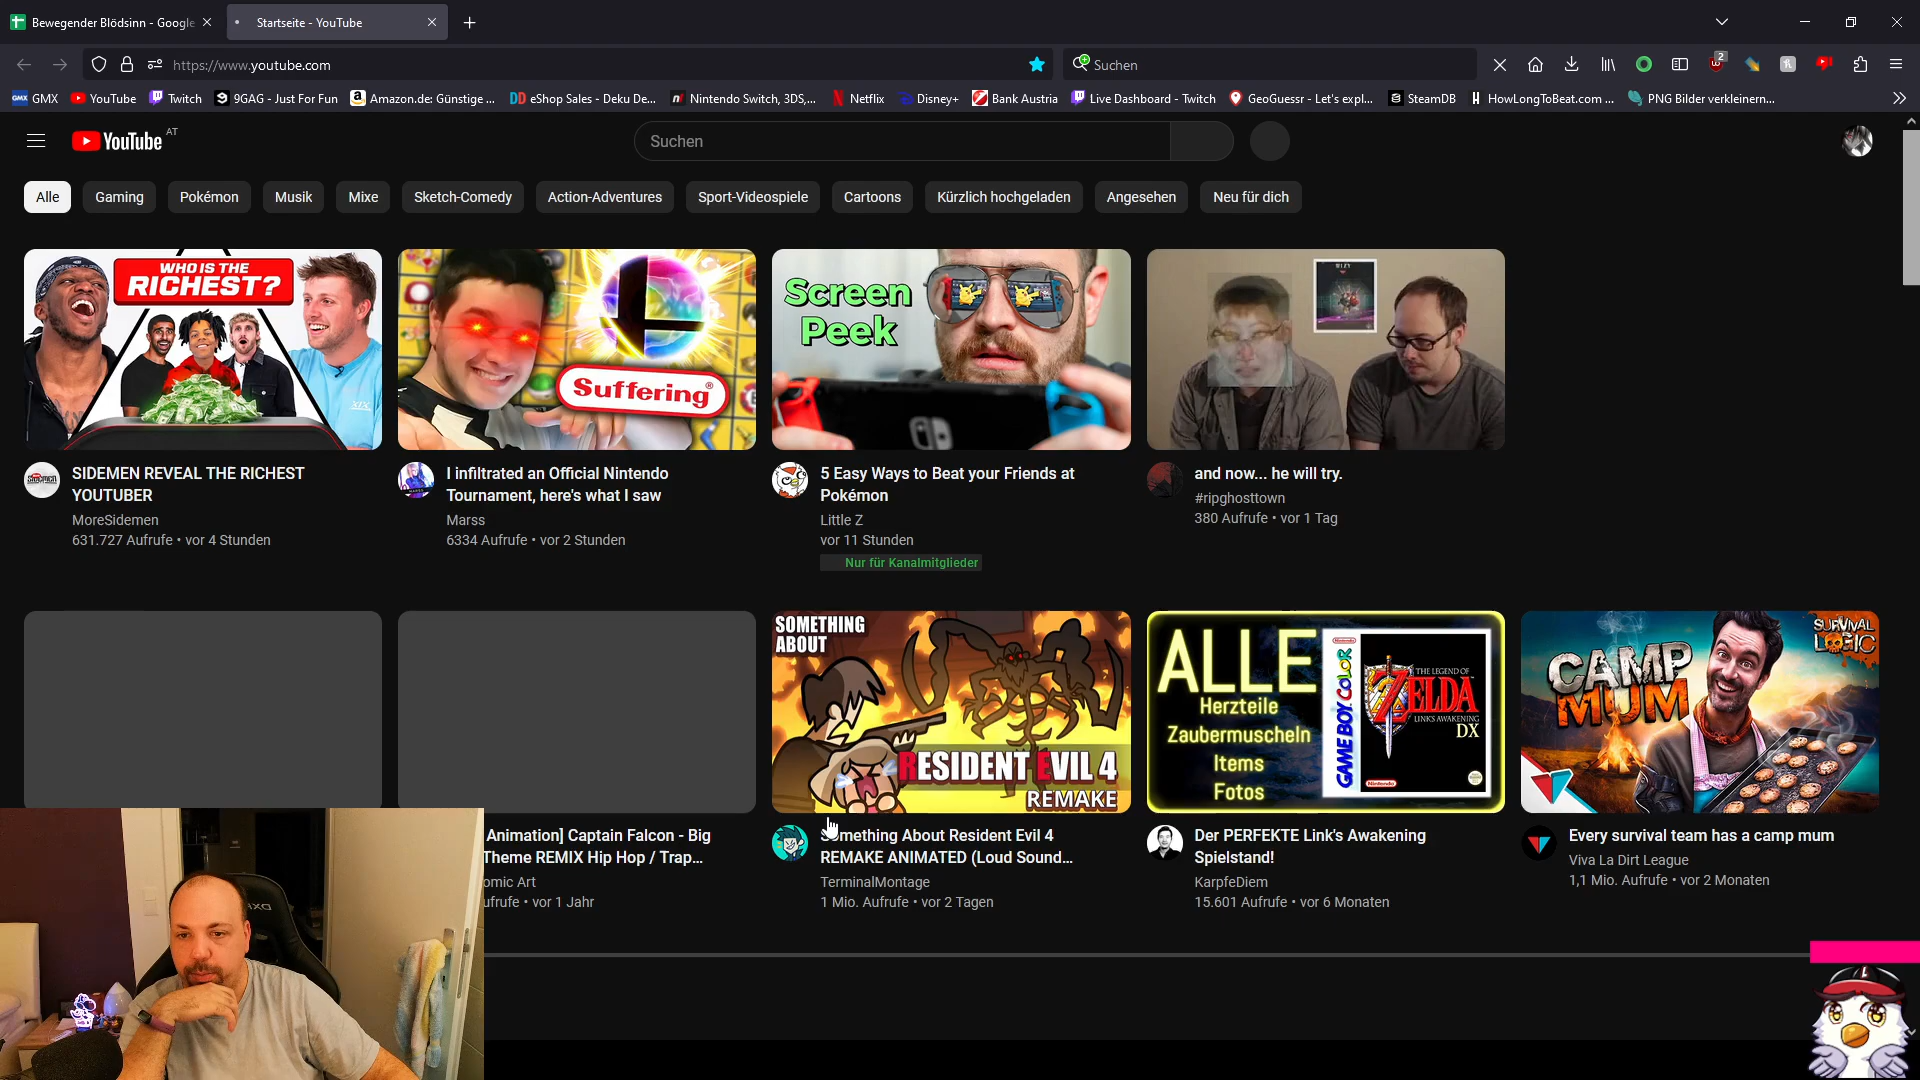 Bewegender Blödsinn - Google
Startseite - YouTube
https://www.youtube.com
Suchen
2
GMX
YouTube
Twitch
9GAG - Just For Fun
Amazon.de: Günstige ...
DD eShop Sales - Deku De...
Nintendo Switch, 3DS,...
Netflix
Disney+
Bank Austria
Live Dashboard - Twitch
GeoGuessr - Let's expl...
SteamDB
HowLongToBeat.com ...
PNG Bilder verkleinern...
YouTube AT
Suchen
Alle
Gaming
Pokémon
Musik
Mixe
Sketch-Comedy
Action-Adventures
Sport-Videospiele
Cartoons
Kürzlich hochgeladen
Angesehen
Neu für dich
WHO IS THE
RICHEST?
Suffering
Screen
Peek
SIDEMEN REVEAL THE RICHEST
YOUTUBER
MoreSidemen
631.727 Aufrufe • vor 4 Stunden
I infiltrated an Official Nintendo
Tournament, here's what I saw
Marss
6334 Aufrufe • vor 2 Stunden
5 Easy Ways to Beat your Friends at
Pokémon
Little Z
vor 11 Stunden
Nur für Kanalmitglieder
and now... he will try.
#ripghosttown
380 Aufrufe • vor 1 Tag
SOMETHING
ABOUT
RESIDENT EVIL 4
REMAKE
ALLE
Herzteile
Zaubermuscheln
Items
Fotos
Nintendo
GAME BOY COLOR
THE LEGEND OF
ZELDA
LINK'S AWAKENING
DX
Nintendo
SURVIVAL
LOGIC
CAMP
MUM
Animation] Captain Falcon - Big
Theme REMIX Hip Hop / Trap...
omic Art
ufrufe • vor 1 Jahr
Something About Resident Evil 4
REMAKE ANIMATED (Loud Sound...
TerminalMontage
1 Mio. Aufrufe • vor 2 Tagen
Der PERFEKTE Link's Awakening
Spielstand!
KarpfeDiem
15.601 Aufrufe • vor 6 Monaten
Every survival team has a camp mum
Viva La Dirt League
1,1 Mio. Aufrufe • vor 2 Monaten